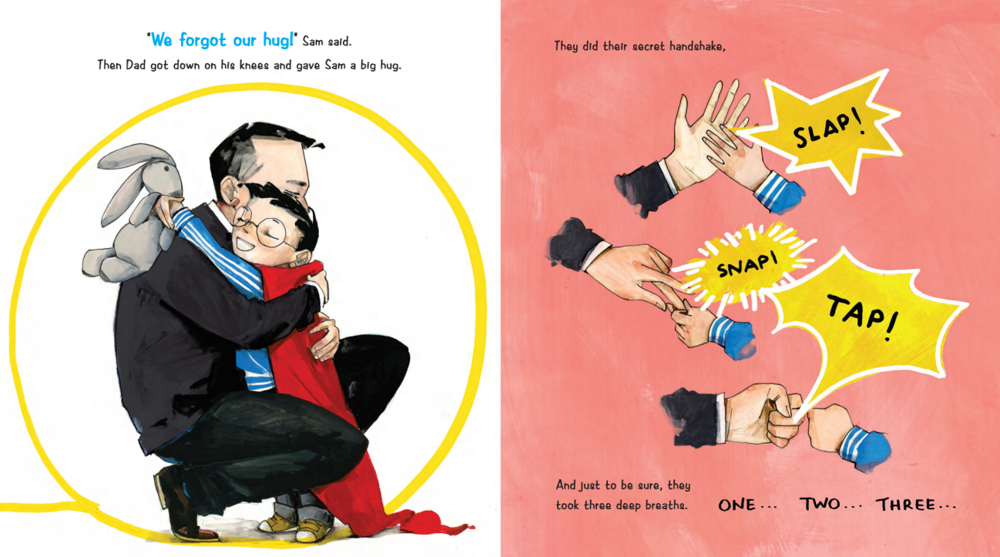 "We forgot our hug!" Sam said.
Then Dad got down on his knees and gave Sam a big hug.
They did their secret handshake,
SLAP!
SNAP!
TAP!
And just to be sure, they
took three deep breaths. ONE... TWO... THREE...